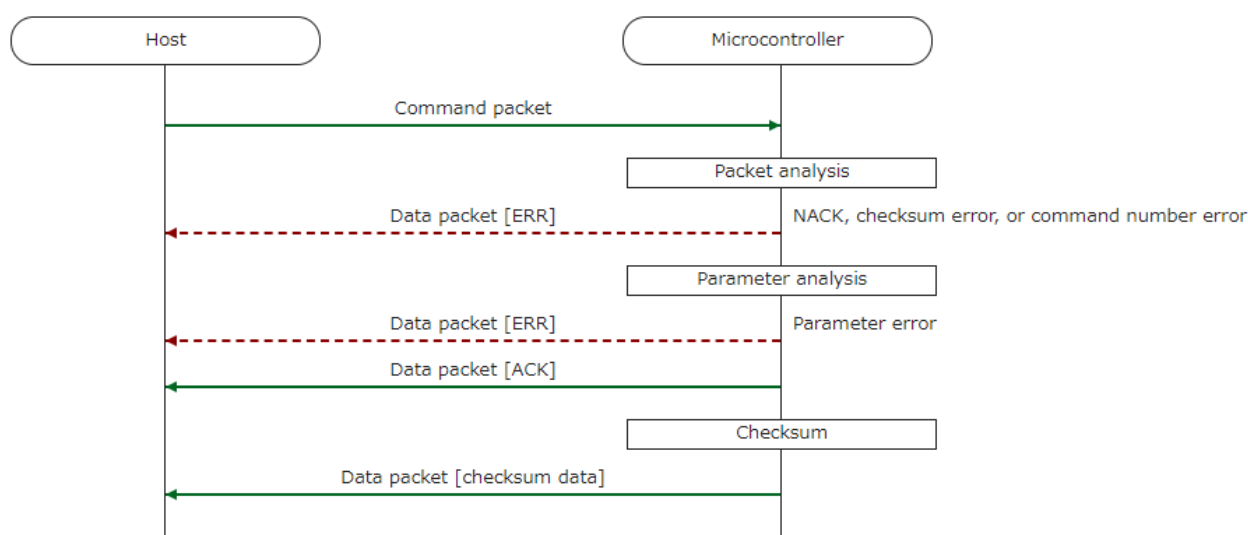 Host
Microcontroller
Command packet
Packet analysis
Data packet [ERR]
NACK, checksum error, or command number error
Parameter analysis
Data packet [ERR]
Parameter error
Data packet [ACK]
Checksum
Data packet [checksum data]